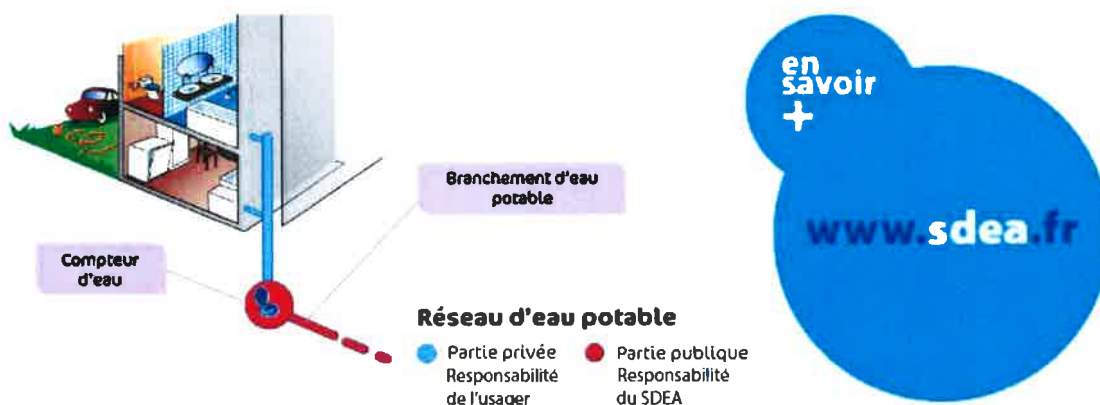 en
savoir
+
www.sdea.fr
Branchement d'eau
potable
Compteur
d'eau
Réseau d'eau potable
Partie privée
Responsabilité
de l'usager
Partie publique
Responsabilité
du SDEA